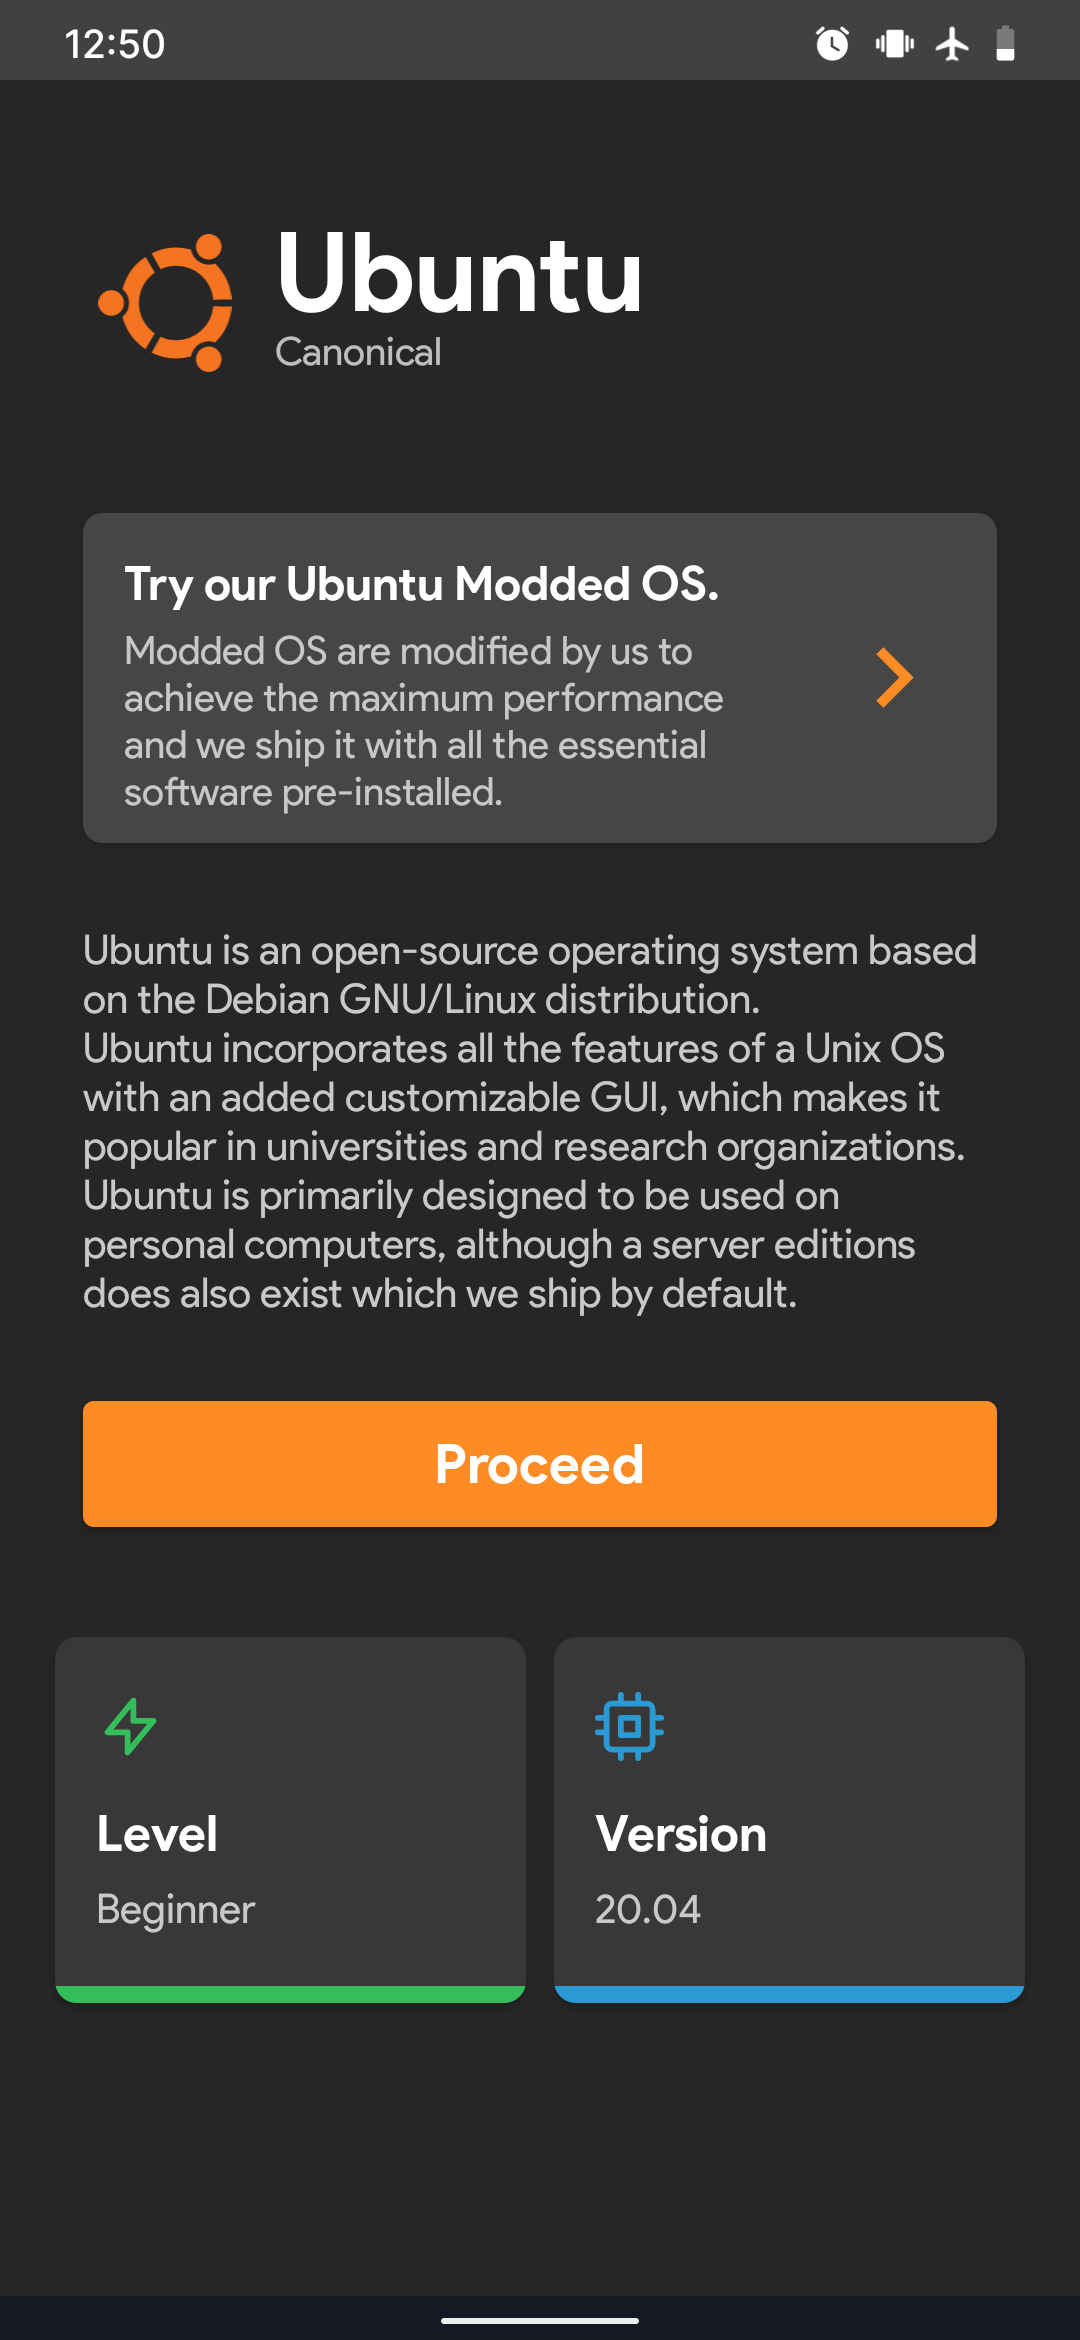 12:50
Ubuntu
Canonical
Try our Ubuntu Modded OS.
Modded OS are modified by us to
achieve the maximum performance
and we ship it with all the essential
software pre-installed.
Ubuntu is an open-source operating system based
on the Debian GNU/Linux distribution.
Ubuntu incorporates all the features of a Unix OS
with an added customizable GUI, which makes it
popular in universities and research organizations.
Ubuntu is primarily designed to be used on
personal computers, although a server editions
does also exist which we ship by default.
Proceed
Level
Beginner
Version
20.04